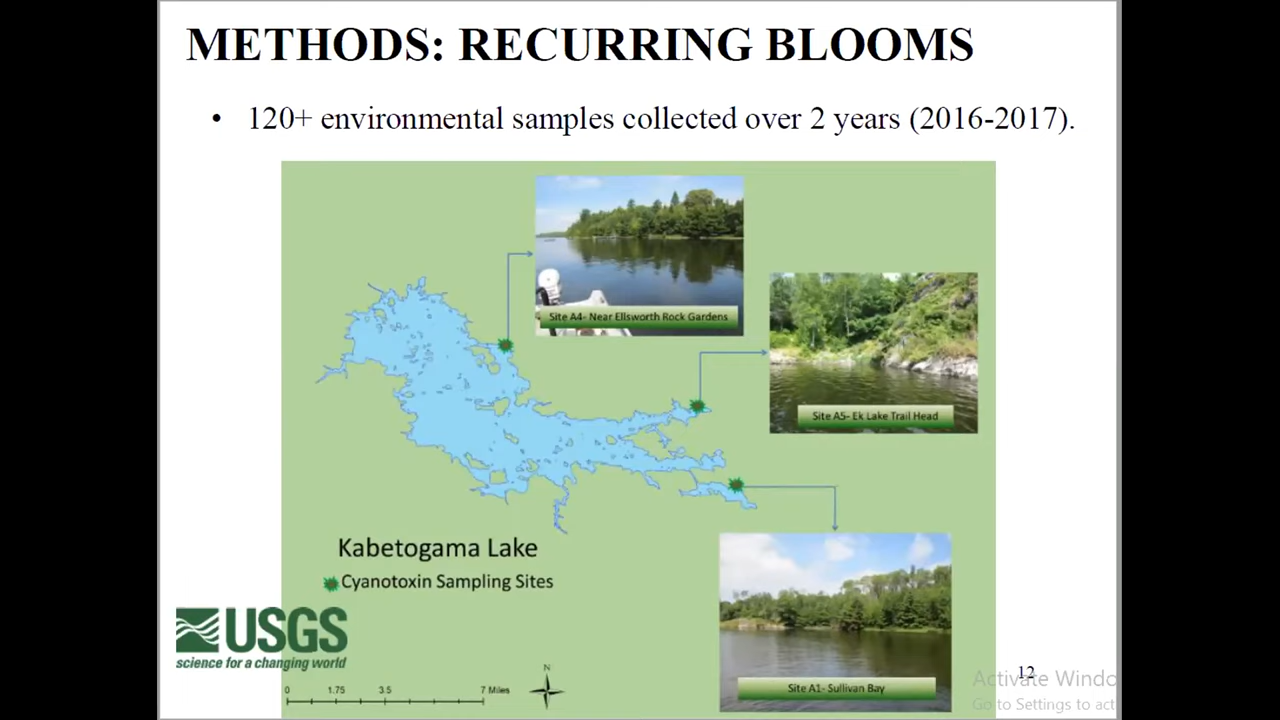 METHODS: RECURRING BLOOMS
• 120+ environmental samples collected over 2 years (2016-2017).
Site A4- Near Ellsworth Rock Gardens
Site A5- Ek Lake Trail Head
Kabetogama Lake
Cyanotoxin Sampling Sites
USGS
science for a changing world
Site A1- Sullivan Bay
N
0 1.75 3.5 7 Miles
12
Activate Windo
Go to Settings to act